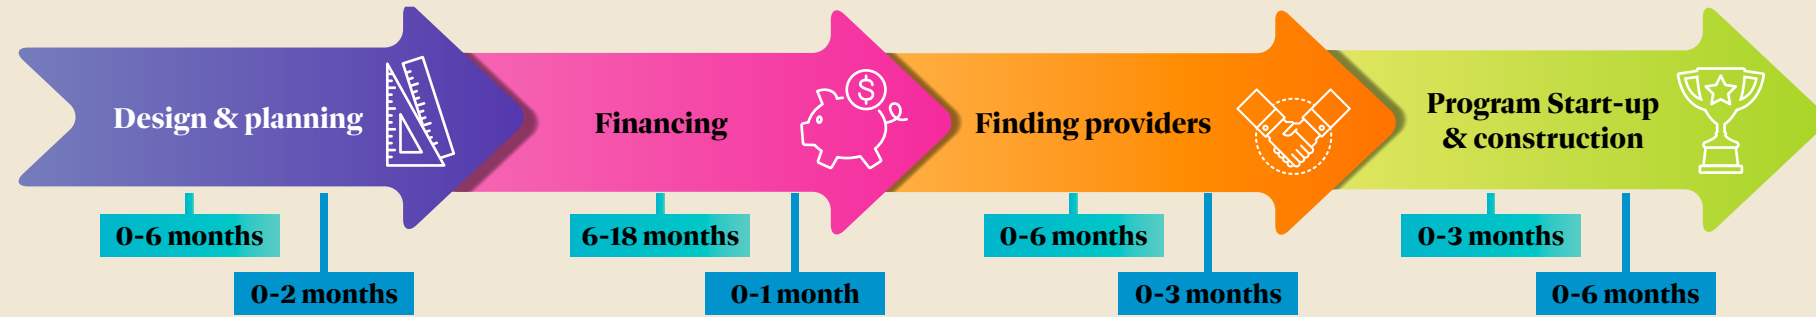 Design & planning
Financing
Finding providers
Program Start-up
& construction
$
0-6 months
6-18 months
0-6 months
0-3 months
0-2 months
0-1 month
0-3 months
0-6 months